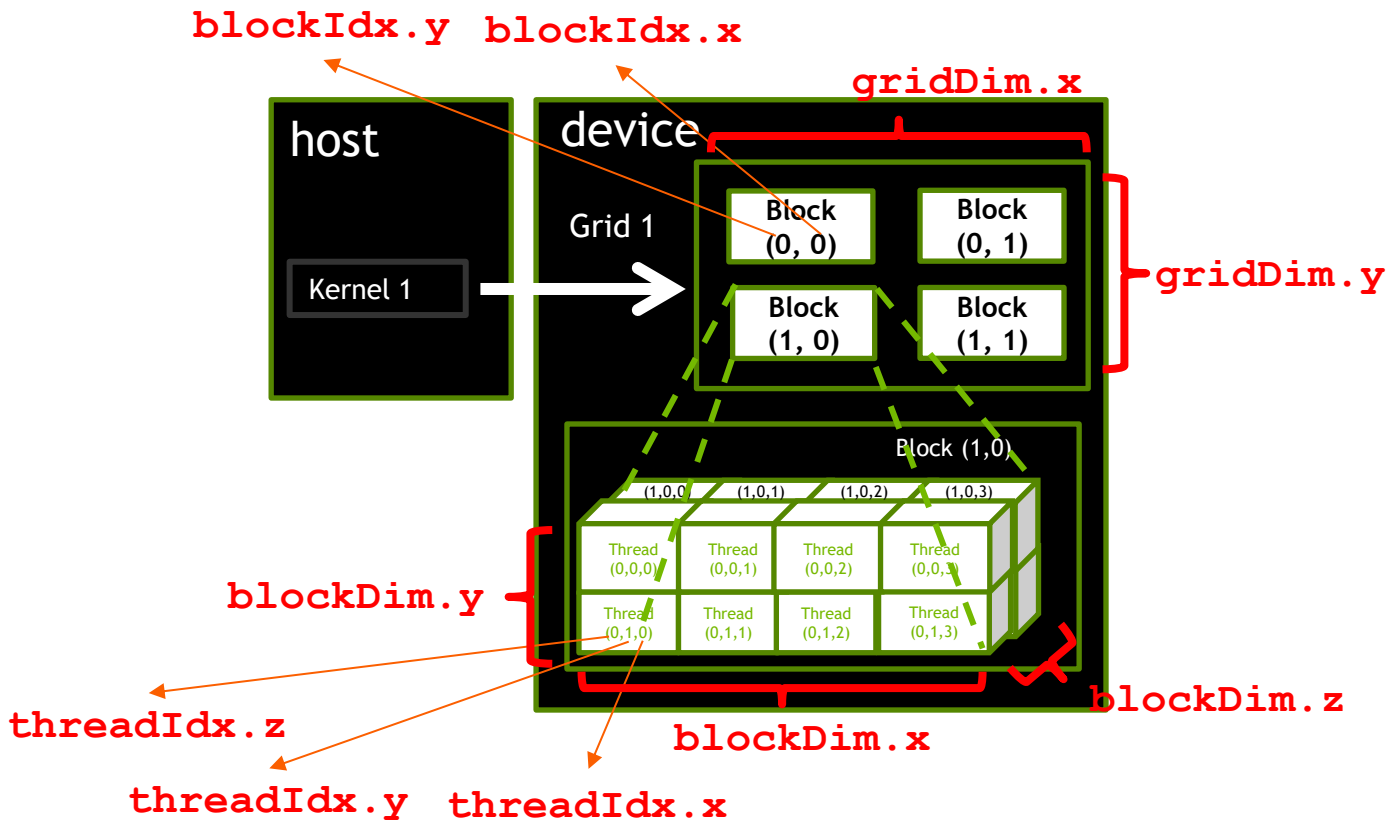 blockIdx.y blockIdx.x
gridDim.x
host
device
Grid 1
Block
(0, 0)
Block
(0, 1)
gridDim.y
Kernel 1
Block
(1, 0)
Block
(1, 1)
Block (1,0)
(1,0,0) (1,0,1) (1,0,2) (1,0,3)
Thread
(0,0,0)
Thread
(0,0,1)
Thread
(0,0,2)
Thread
(0,0,3)
blockDim.y
Thread
(0,1,0)
Thread
(0,1,1)
Thread
(0,1,2)
Thread
(0,1,3)
threadIdx.z
blockDim.x
blockDim.z
threadIdx.y threadIdx.x